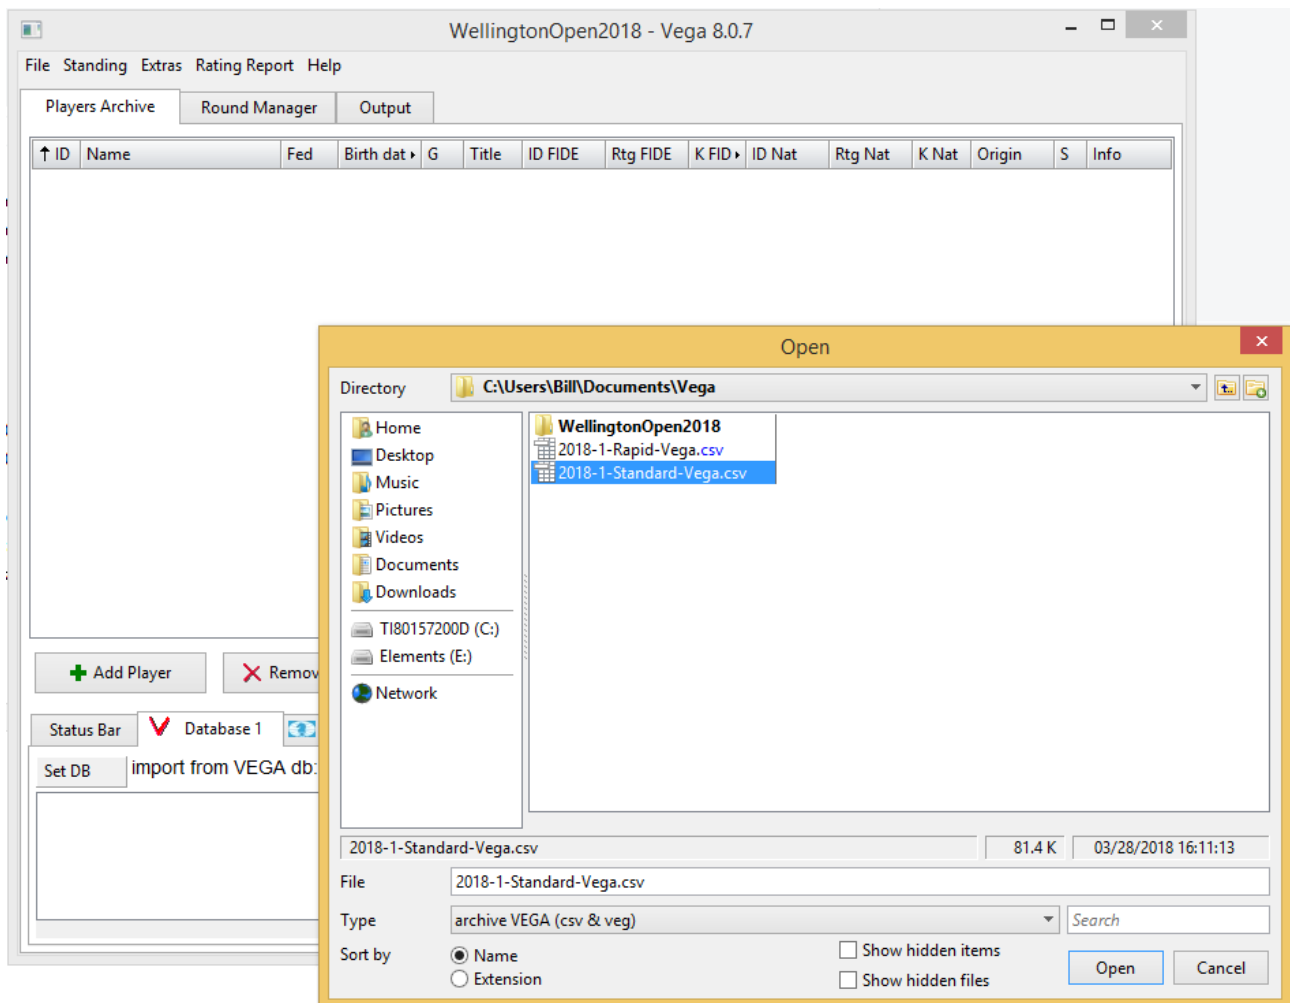 WellingtonOpen2018 - Vega 8.0.7
File Standing Extras Rating Report Help
Players Archive Round Manager Output
ID Name Fed Birth dat G Title ID FIDE Rtg FIDE K FID ID Nat Rtg Nat K Nat Origin S Info
Open
Directory C:\Users\Bill\Documents\Vega
Home
Desktop
Music
Pictures
Videos
Documents
Downloads
TI80157200D (C:)
Elements (E:)
Network
WellingtonOpen2018
2018-1-Rapid-Vega.csv
2018-1-Standard-Vega.csv
Add Player Remov
Status Bar Database 1
Set DB import from VEGA db:
2018-1-Standard-Vega.csv 81.4 K 03/28/2018 16:11:13
File 2018-1-Standard-Vega.csv
Type archive VEGA (csv & veg) Search
Sort by Name Show hidden items
Extension Show hidden files
Open Cancel